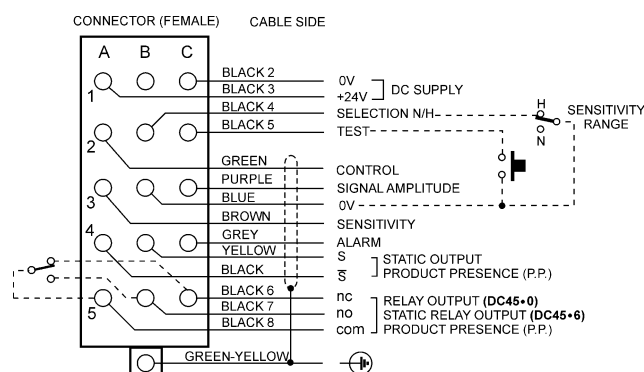 CONNECTOR (FEMALE) CABLE SIDE
A B C
1
2
3
4
5
BLACK 2 0V
BLACK 3 +24V
DC SUPPLY
BLACK 4 SELECTION N/H
BLACK 5 TEST
H
N
SENSITIVITY
RANGE
GREEN CONTROL
PURPLE SIGNAL AMPLITUDE
BLUE 0V
BROWN SENSITIVITY
GREY ALARM
YELLOW S STATIC OUTPUT
BLACK S̅ PRODUCT PRESENCE (P.P.)
BLACK 6 nc RELAY OUTPUT (DC45•0)
BLACK 7 no STATIC RELAY OUTPUT (DC45•6)
BLACK 8 com PRODUCT PRESENCE (P.P.)
GREEN-YELLOW